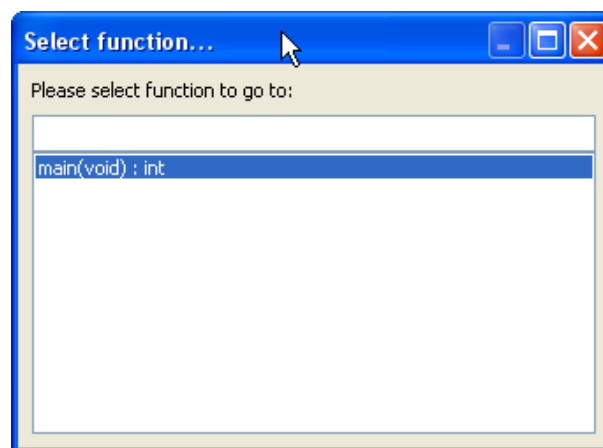 Select function...
Please select function to go to:
main(void) : int